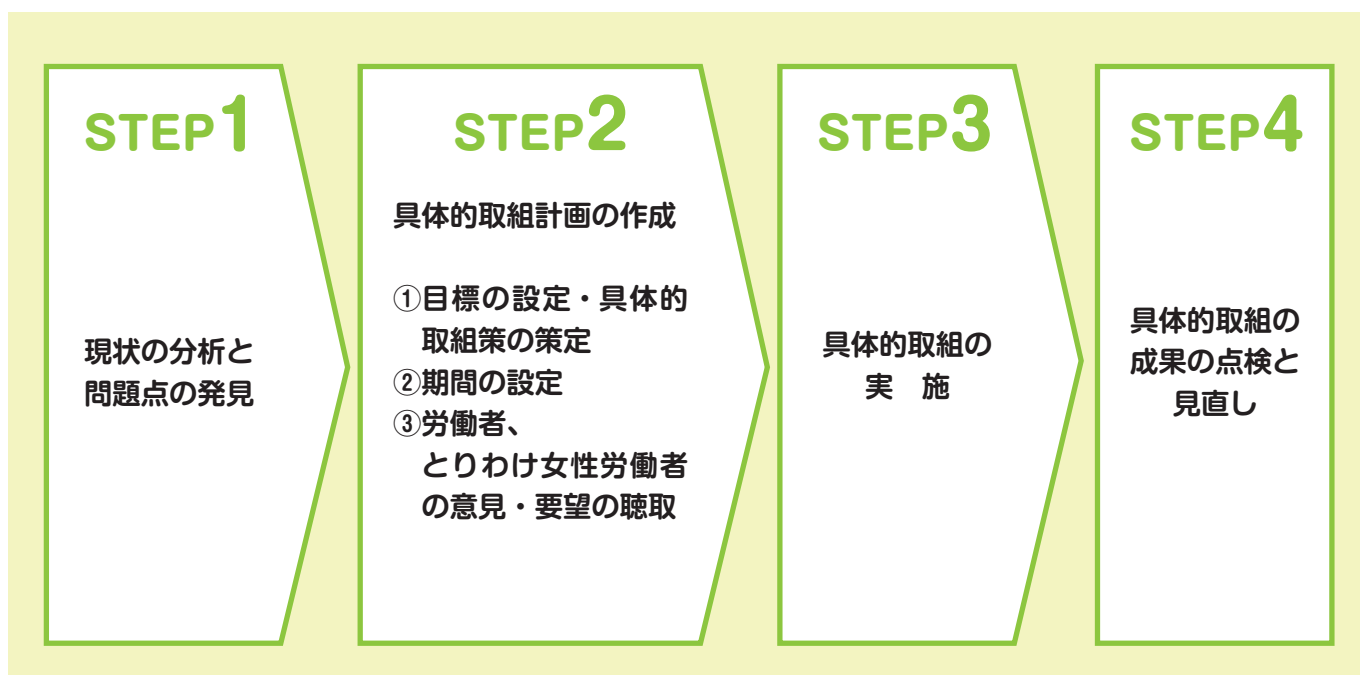 STEP1
現状の分析と
問題点の発見
STEP2
具体的取組計画の作成
①目標の設定・具体的
取組策の策定
②期間の設定
③労働者、
とりわけ女性労働者
の意見・要望の聴取
STEP3
具体的取組の
実　施
STEP4
具体的取組の
成果の点検と
見直し